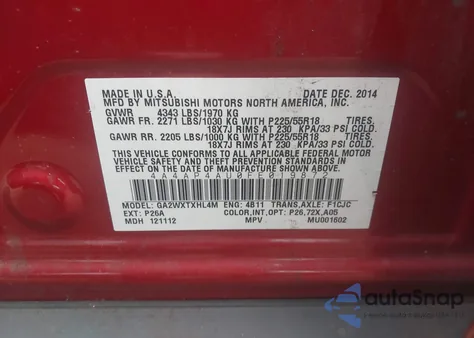 MADE IN U.S.A. DATE DEC. 2014
MFD BY MITSUBISHI MOTORS NORTH AMERICA, INC.
GVWR 4343 LBS/1970 KG
GAWR FR. 2271 LBS/1030 KG WITH P225/55R18 TIRES.
18X7J RIMS AT 230 KPA/33 PSI COLD.
GAWR RR. 2205 LBS/1000 KG WITH P225/55R18 TIRES.
18X7J RIMS AT 230 KPA/33 PSI COLD.
THIS VEHICLE CONFORMS TO ALL APPLICABLE FEDERAL MOTOR
VEHICLE SAFETY AND THEFT PREVENTION STANDARDS IN
EFFECT ON THE DATE OF MANUFACTURE SHOWN ABOVE.
4A4AP4AU0FE019872
MODEL: GA2WXTXHL4M ENG: 4B11 TRANS,AXLE: F1CJC
EXT: P26A COLOR,INT,OPT: P26,72X,A05
MDH 121112 MPV MU001602
autoSnap